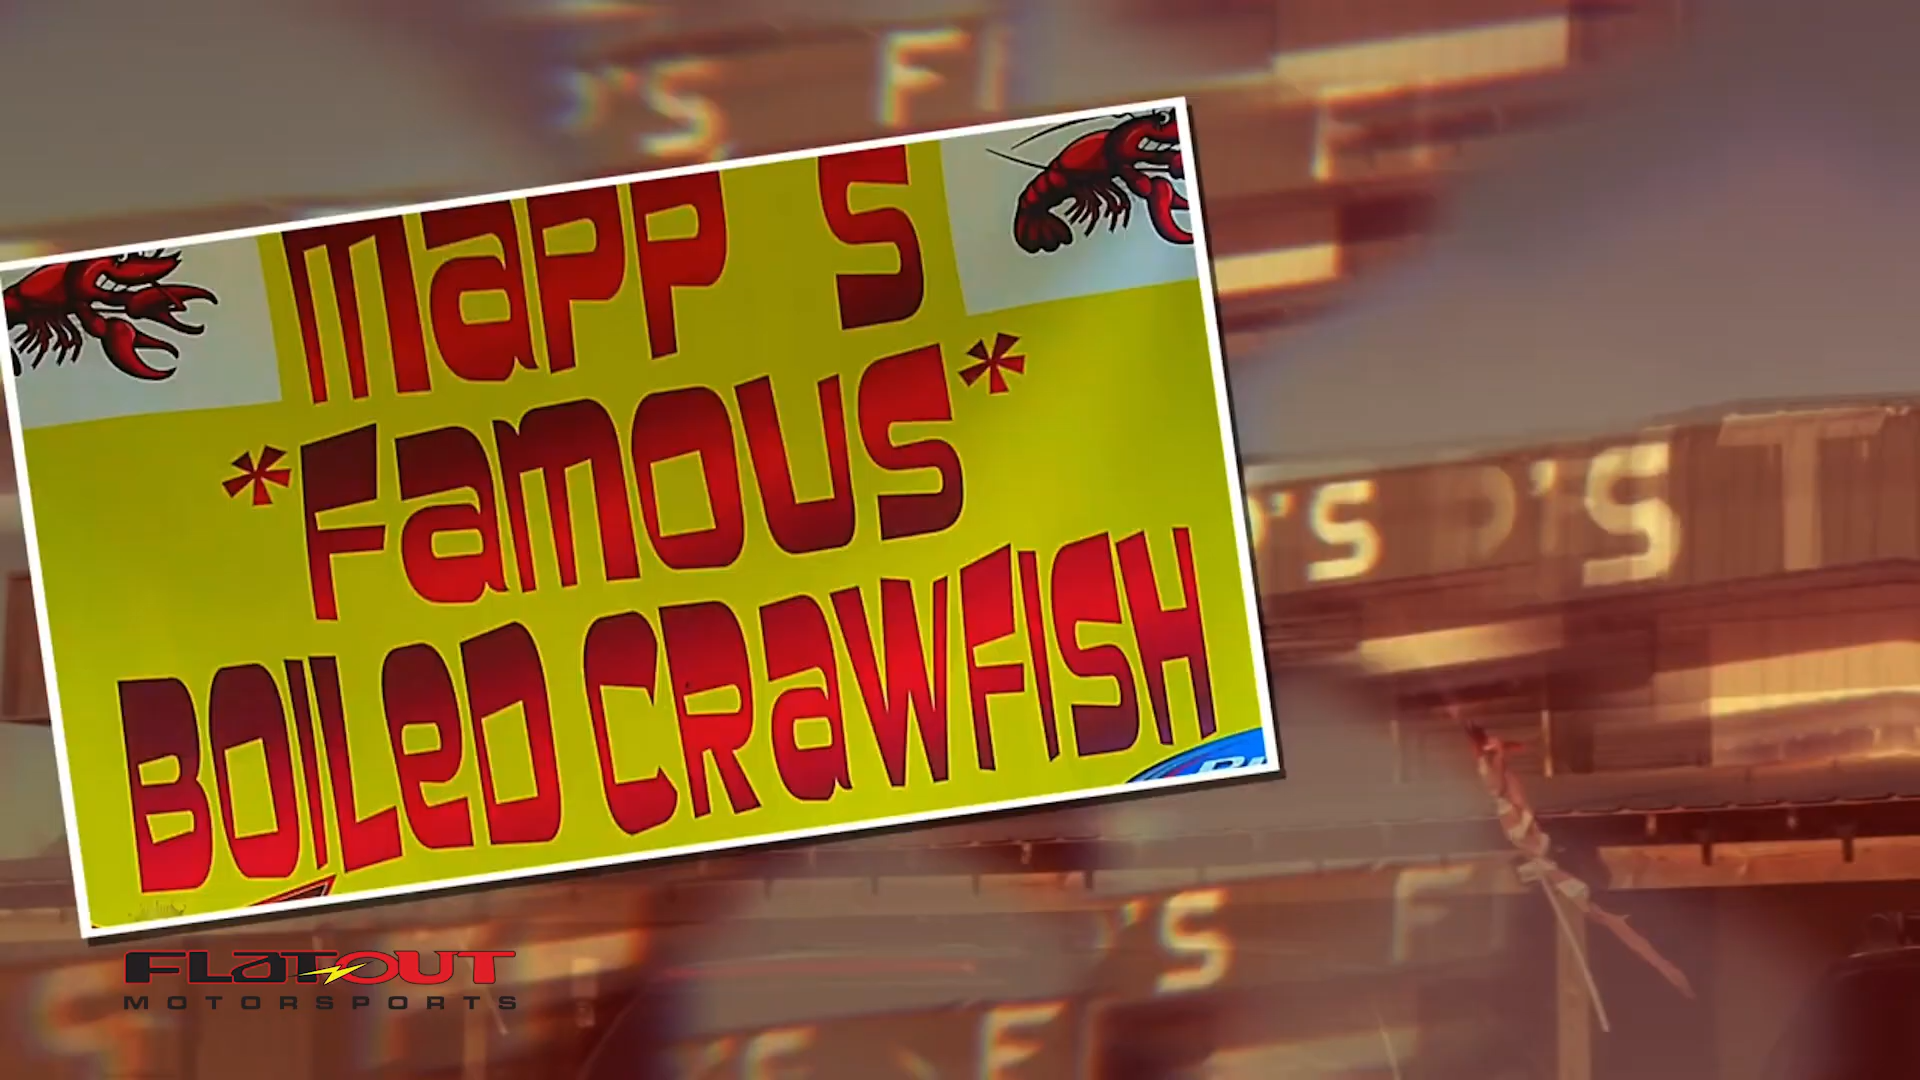 Mapp s
*Famous*
Boiled Crawfish
FLATOUT
MOTORSPORTS
'S F
'S
'S T
'S F